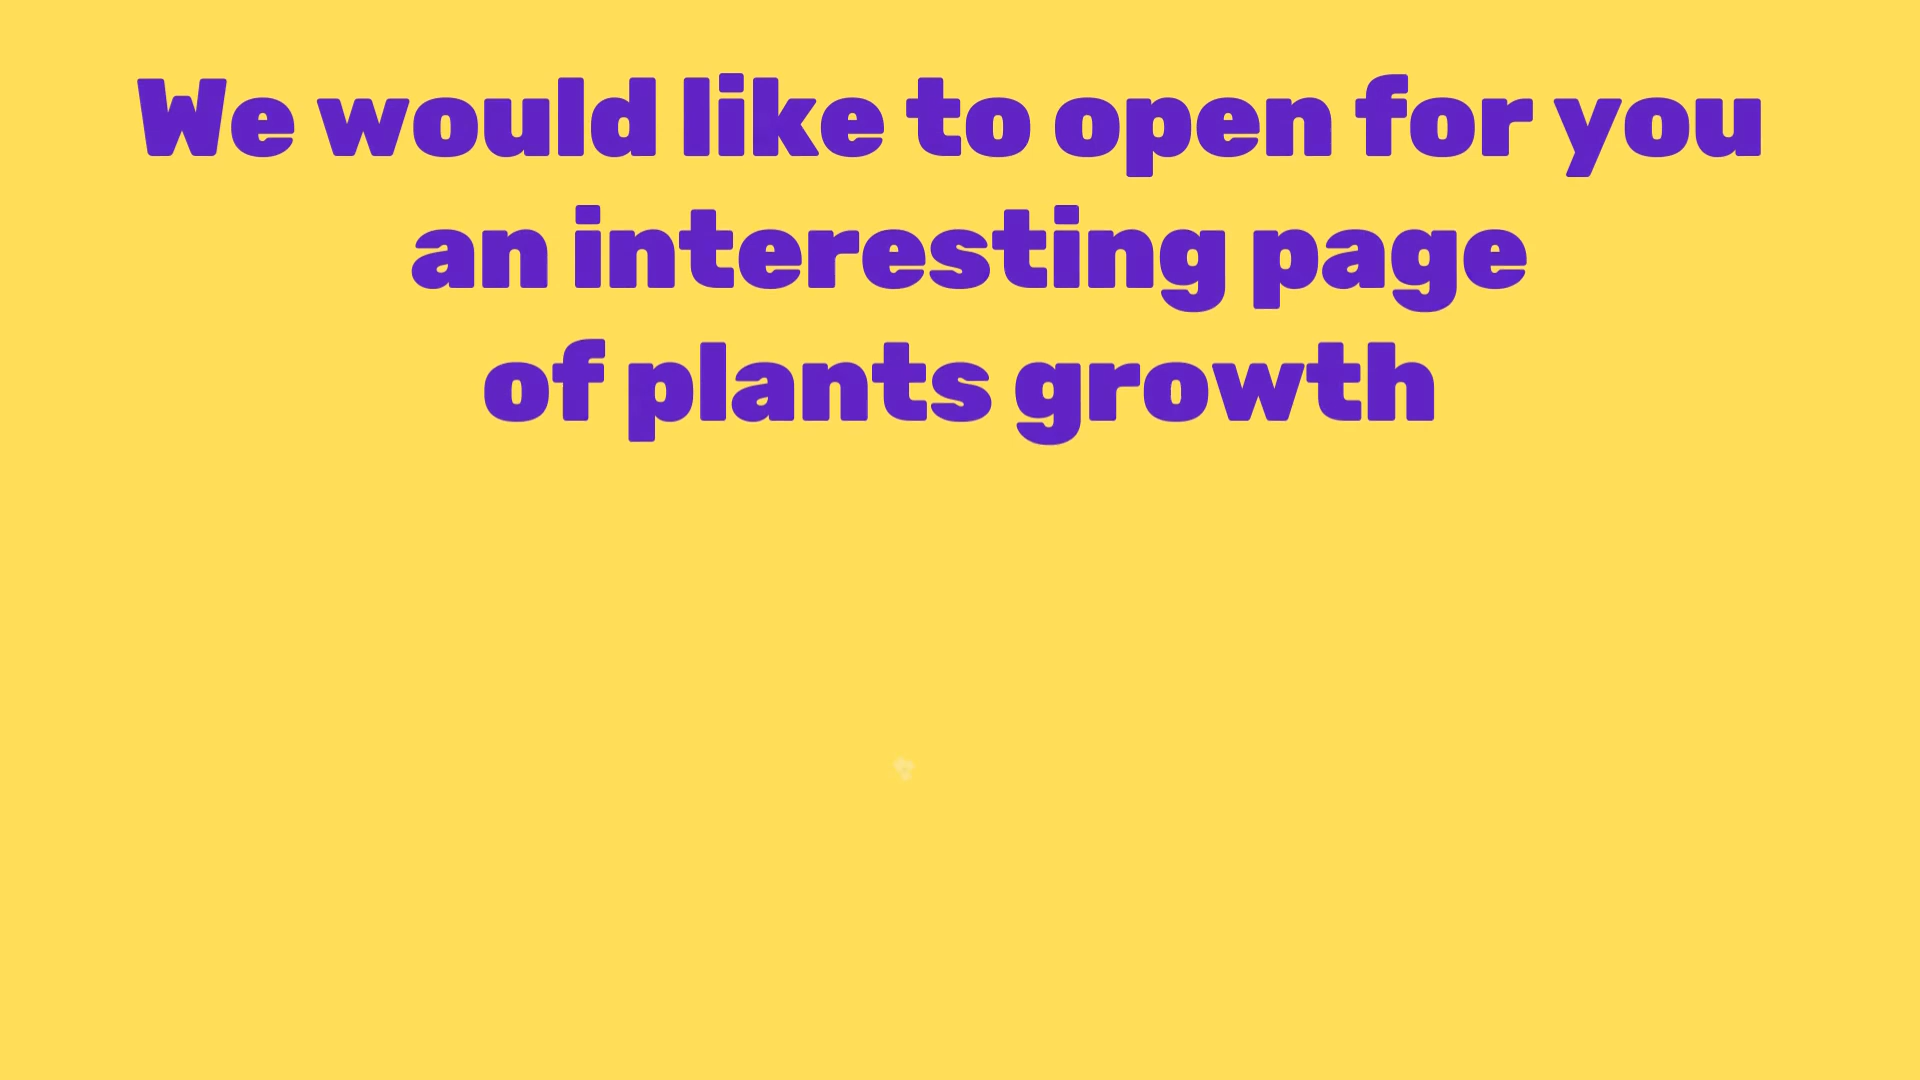 We would like to open for you
an interesting page
of plants growth